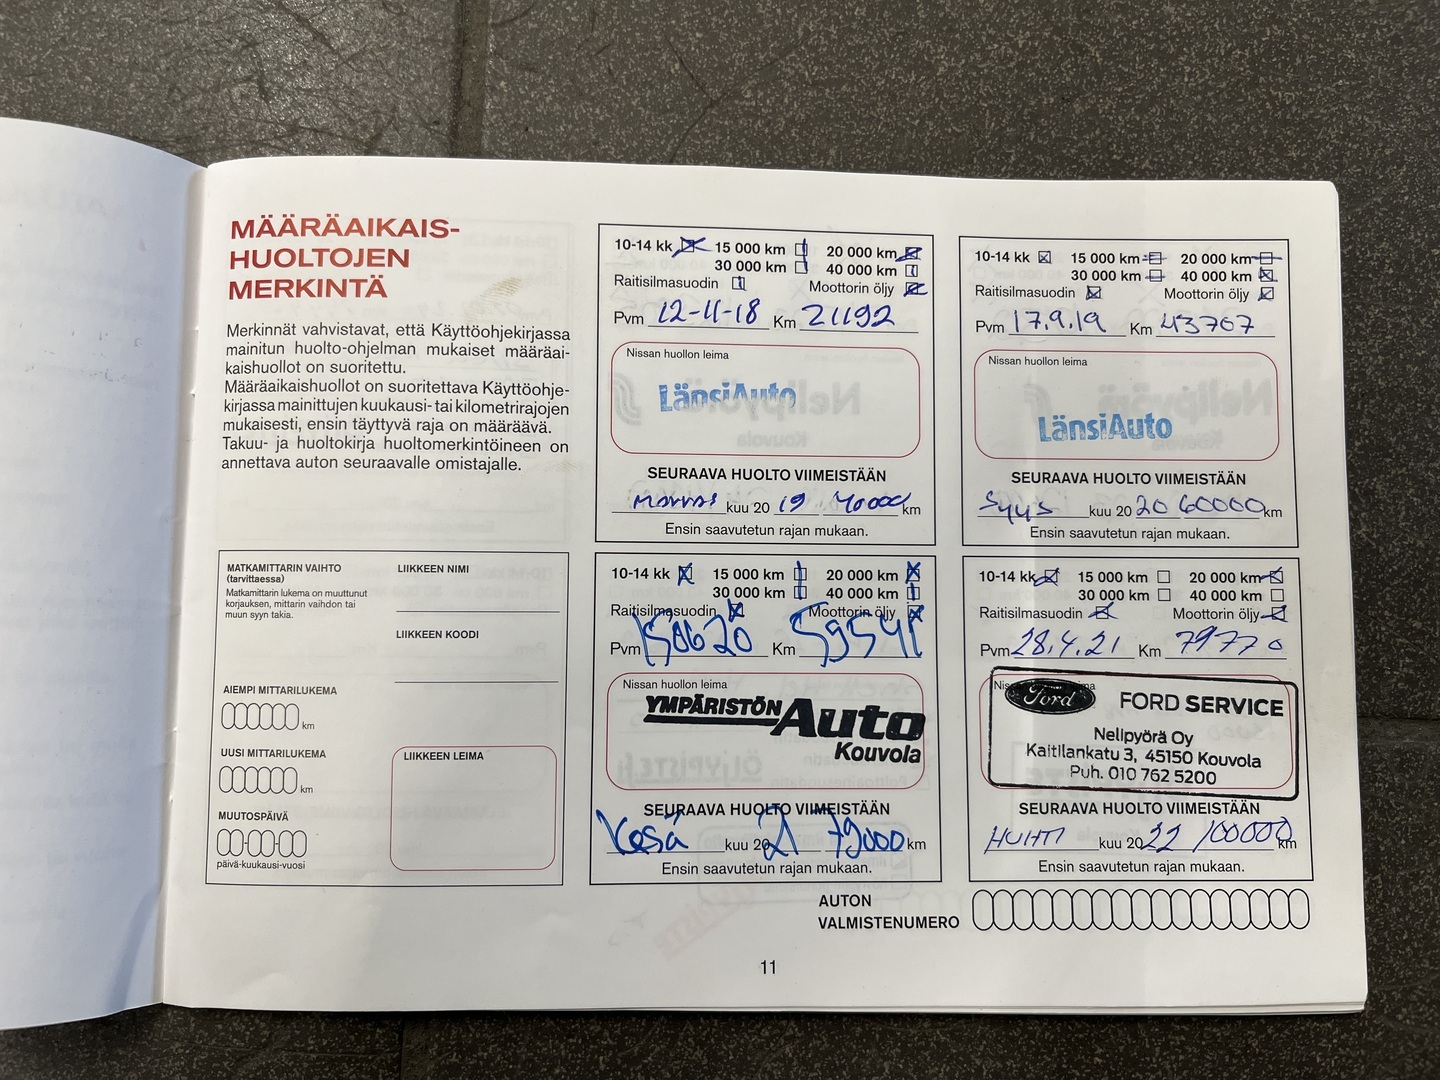 MÄÄRÄAIKAIS-
HUOLTOJEN
MERKINTÄ
Merkinnät vahvistavat, että Käyttöohjekirjassa
mainitun huolto-ohjelman mukaiset määräai-
kaishuollot on suoritettu.
Määräaikaishuollot on suoritettava Käyttöohje-
kirjassa mainittujen kuukausi- tai kilometrirajojen
mukaisesti, ensin täyttyvä raja on määräävä.
Takuu- ja huoltokirja huoltomerkintöineen on
annettava auton seuraavalle omistajalle.
MATKAMITTARIN VAIHTO
(tarvittaessa)
Matkamittarin lukema on muuttunut
korjauksen, mittarin vaihdon tai
muun syyn takia.
AIEMPI MITTARILUKEMA
km
UUSI MITTARILUKEMA
km
MUUTOSPÄIVÄ
päivä-kuukausi-vuosi
LIIKKEEN NIMI
LIIKKEEN KOODI
LIIKKEEN LEIMA
10-14 kk 15 000 km 20 000 km
30 000 km 40 000 km
Raitisilmasuodin Moottorin öljy
Pvm 12-11-18 Km 21192
Nissan huollon leima
LänsiAuto
SEURAAVA HUOLTO VIIMEISTÄÄN
marras kuu 20 19 40000 km
Ensin saavutetun rajan mukaan.
10-14 kk 15 000 km 20 000 km
30 000 km 40 000 km
Raitisilmasuodin Moottorin öljy
Pvm 17.9.19 Km 43707
Nissan huollon leima
LänsiAuto
SEURAAVA HUOLTO VIIMEISTÄÄN
Syys kuu 20 20 60000 km
Ensin saavutetun rajan mukaan.
10-14 kk 15 000 km 20 000 km
30 000 km 40 000 km
Raitisilmasuodin Moottorin öljy
Pvm 150620 Km 59541
Nissan huollon leima
YMPÄRISTÖN Auto
Kouvola
SEURAAVA HUOLTO VIIMEISTÄÄN
Kesä kuu 20 21 79000 km
Ensin saavutetun rajan mukaan.
10-14 kk 15 000 km 20 000 km
30 000 km 40 000 km
Raitisilmasuodin Moottorin öljy
Pvm 28.4.21 Km 79770
Ford FORD SERVICE
Nelipyörä Oy
Kaitilankatu 3, 45150 Kouvola
Puh. 010 762 5200
SEURAAVA HUOLTO VIIMEISTÄÄN
HUHTI kuu 20 22 100000 km
Ensin saavutetun rajan mukaan.
AUTON
VALMISTENUMERO
11